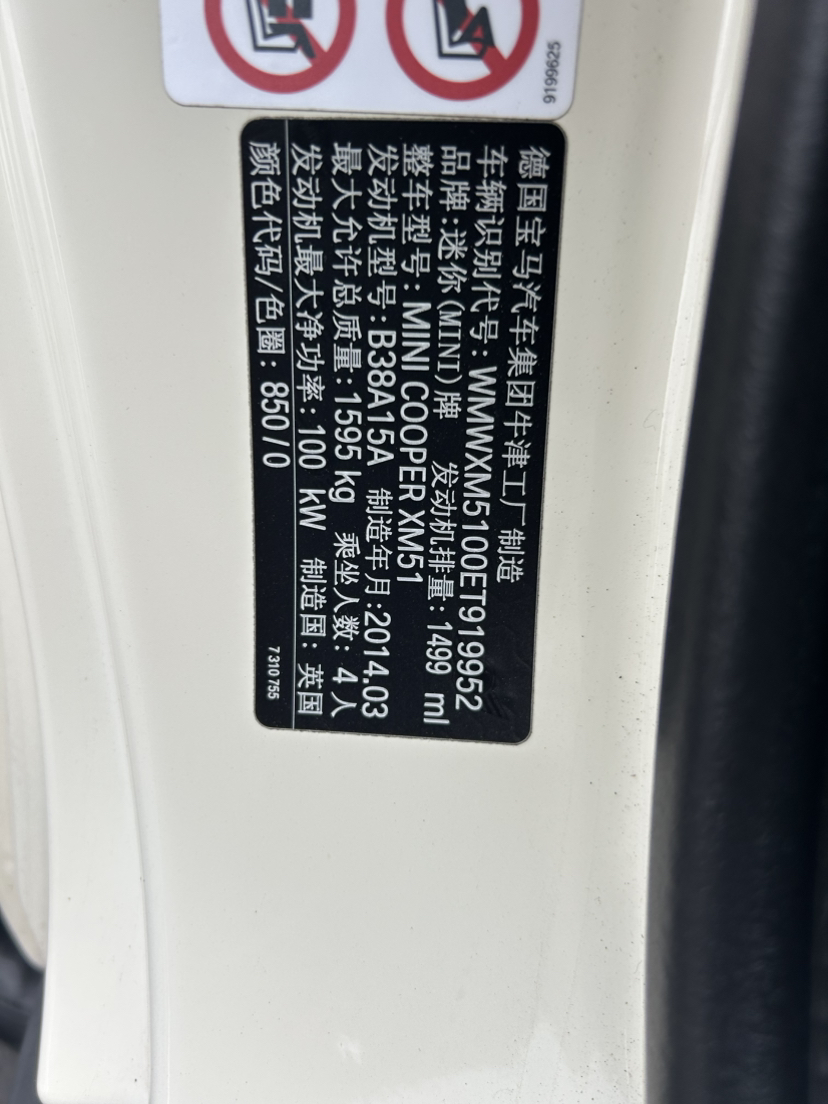 9199625
德国宝马汽车集团牛津工厂制造
车辆识别代号:WMWXM5100ET919952
品牌:迷你(MINI)牌 发动机排量:1499 ml
整车型号:MINI COOPER XM51
发动机型号:B38A15A 制造年月:2014.03
最大允许总质量:1595 kg 乘坐人数:4人
发动机最大净功率:100 kW 制造国:英国
颜色代码/色圈:850/0
7 310 755